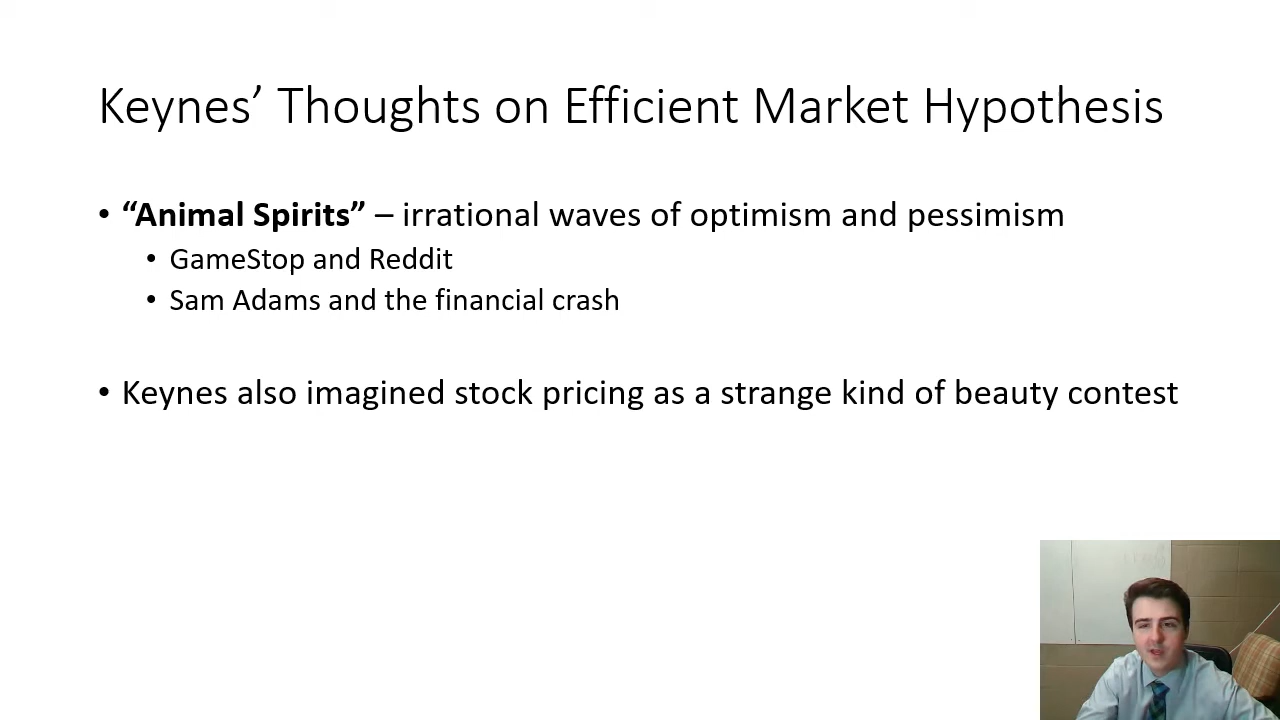 Keynes’ Thoughts on Efficient Market Hypothesis
• “Animal Spirits” – irrational waves of optimism and pessimism
• GameStop and Reddit
• Sam Adams and the financial crash
• Keynes also imagined stock pricing as a strange kind of beauty contest